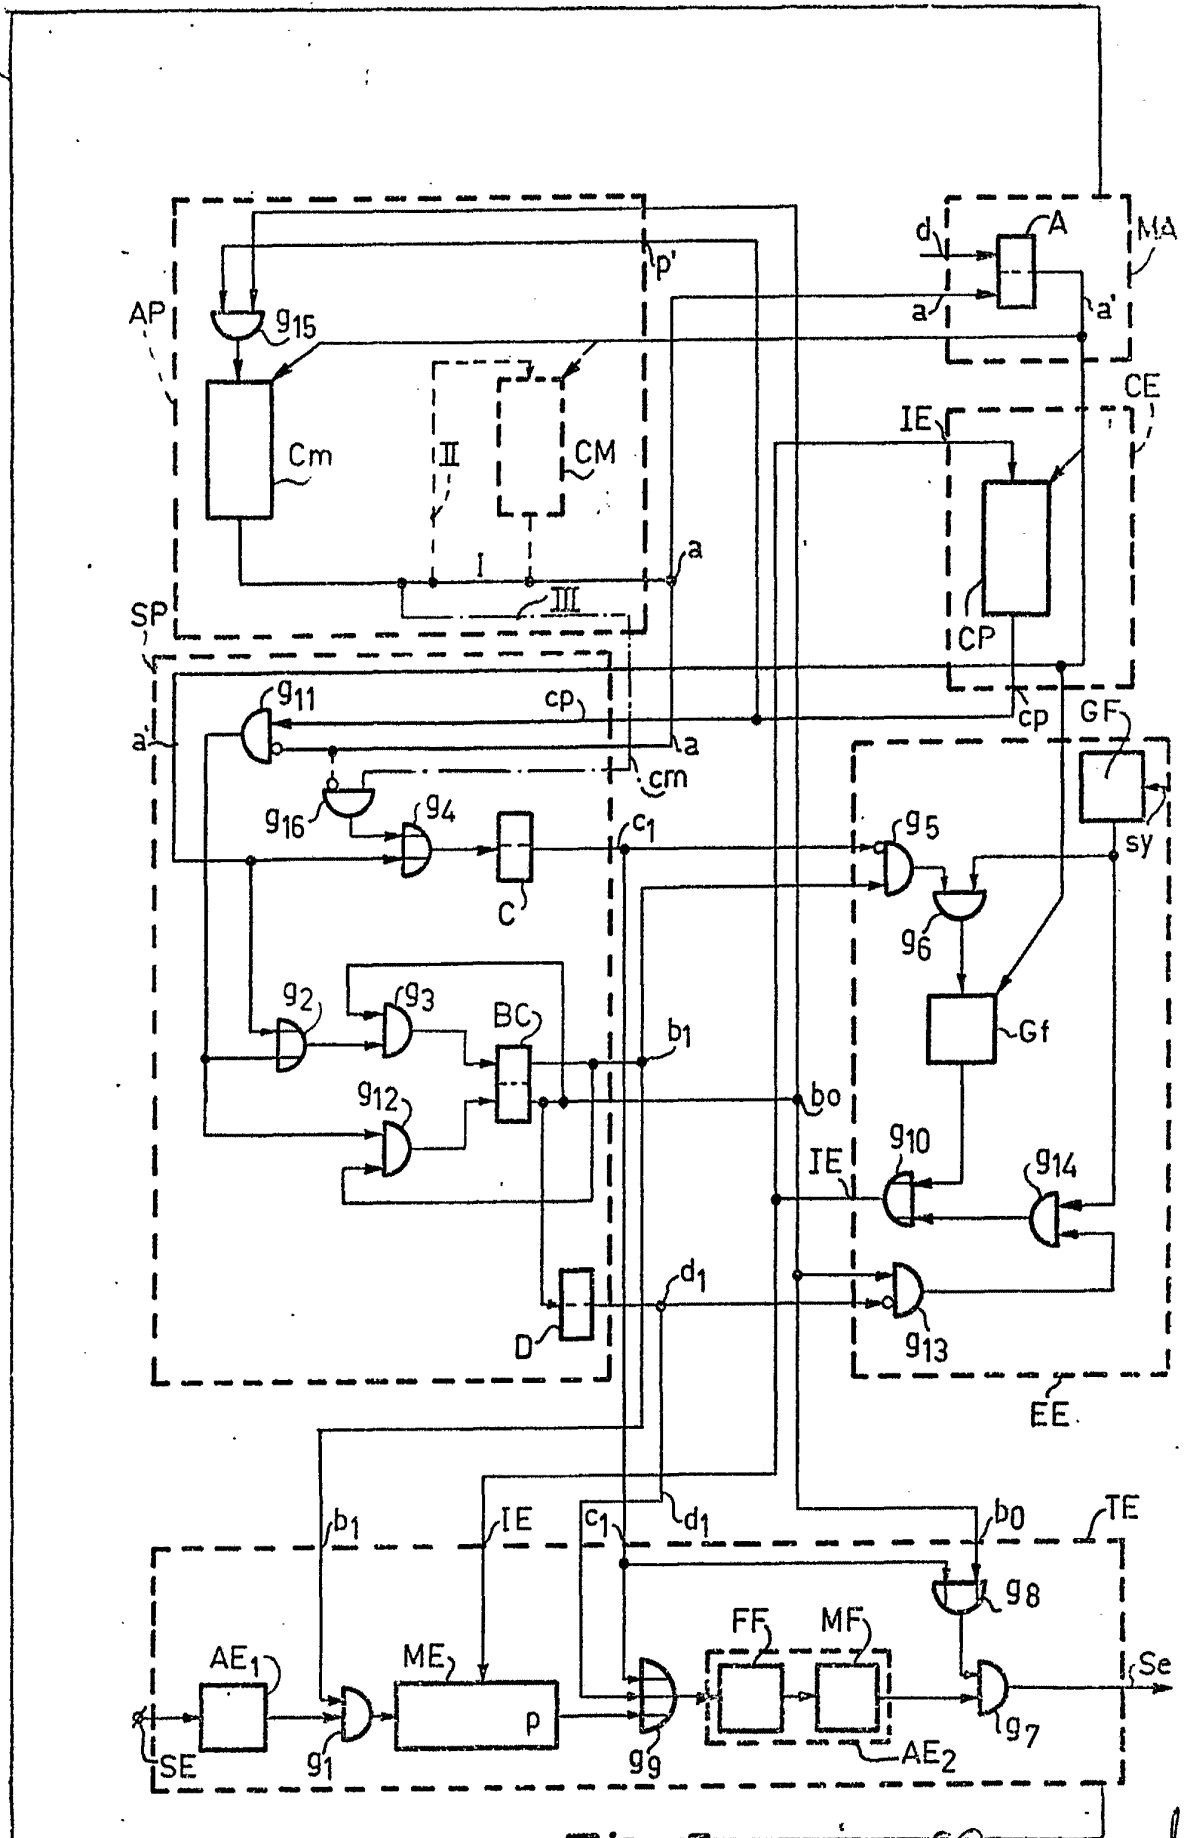 d
A
MA
p'
a
a'
AP
g15
CE
IE
Cm
II
CM
I
a
III
CP
SP
g11
cp
cp
GF
a'
a
cm
g16
g4
c1
g5
sy
C
g6
g2
g3
BC
b1
Gf
g12
bo
g10
IE
g14
d1
D
g13
EE
b1
IE
c1
d1
b0
TE
g8
FF
MF
AE1
ME
Se
p
g7
SE
g1
g9
AE2